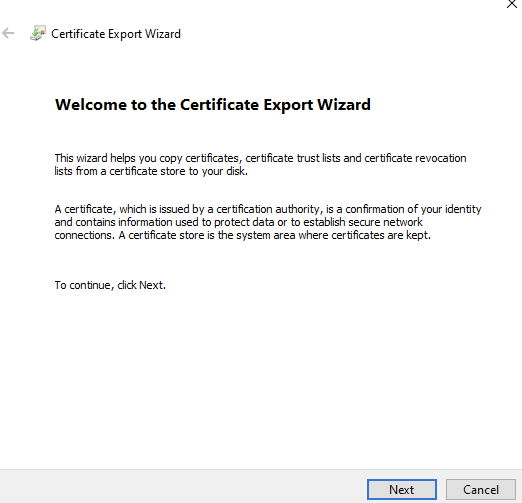 Certificate Export Wizard
Welcome to the Certificate Export Wizard
This wizard helps you copy certificates, certificate trust lists and certificate revocation
lists from a certificate store to your disk.
A certificate, which is issued by a certification authority, is a confirmation of your identity
and contains information used to protect data or to establish secure network
connections. A certificate store is the system area where certificates are kept.
To continue, click Next.
Next
Cancel